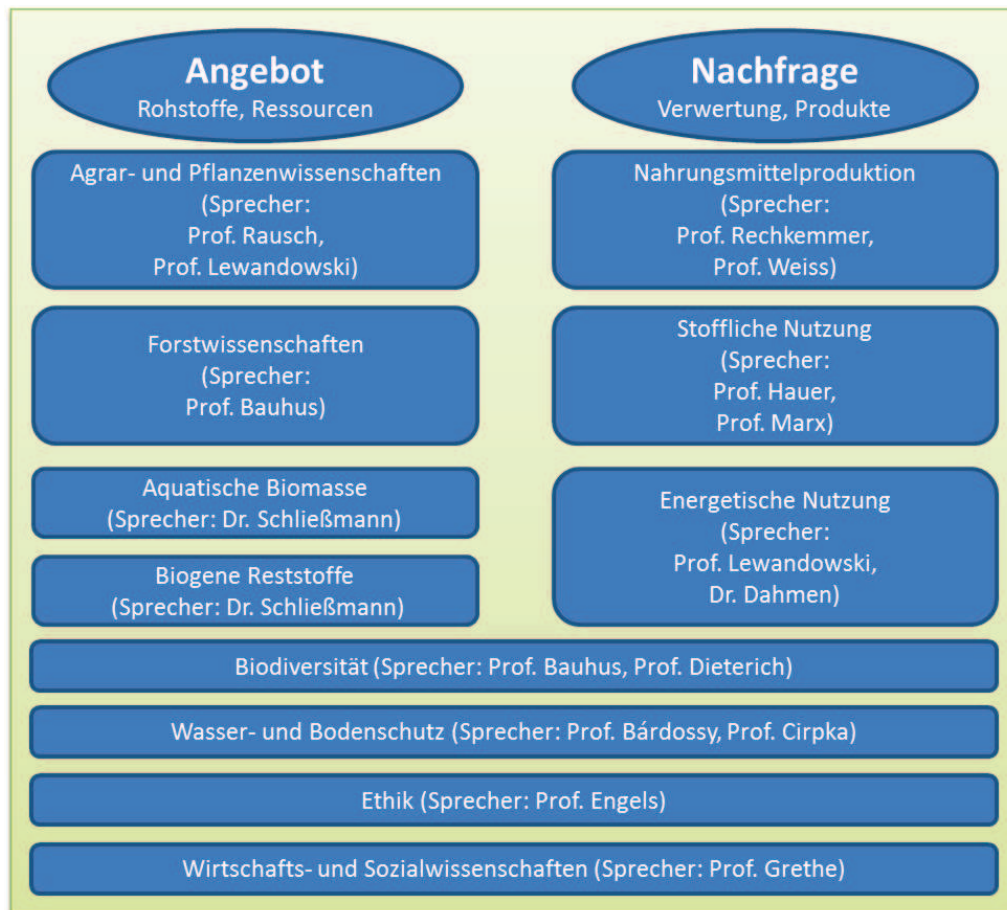 Angebot
Rohstoffe, Ressourcen
Agrar- und Pflanzenwissenschaften
(Sprecher:
Prof. Rausch,
Prof. Lewandowski)
Forstwissenschaften
(Sprecher:
Prof. Bauhus)
Aquatische Biomasse
(Sprecher: Dr. Schließmann)
Biogene Reststoffe
(Sprecher: Dr. Schließmann)
Nachfrage
Verwertung, Produkte
Nahrungsmittelproduktion
(Sprecher:
Prof. Rechkemmer,
Prof. Weiss)
Stoffliche Nutzung
(Sprecher:
Prof. Hauer,
Prof. Marx)
Energetische Nutzung
(Sprecher:
Prof. Lewandowski,
Dr. Dahmen)
Biodiversität (Sprecher: Prof. Bauhus, Prof. Dieterich)
Wasser- und Bodenschutz (Sprecher: Prof. Bárdossy, Prof. Cirpka)
Ethik (Sprecher: Prof. Engels)
Wirtschafts- und Sozialwissenschaften (Sprecher: Prof. Grethe)